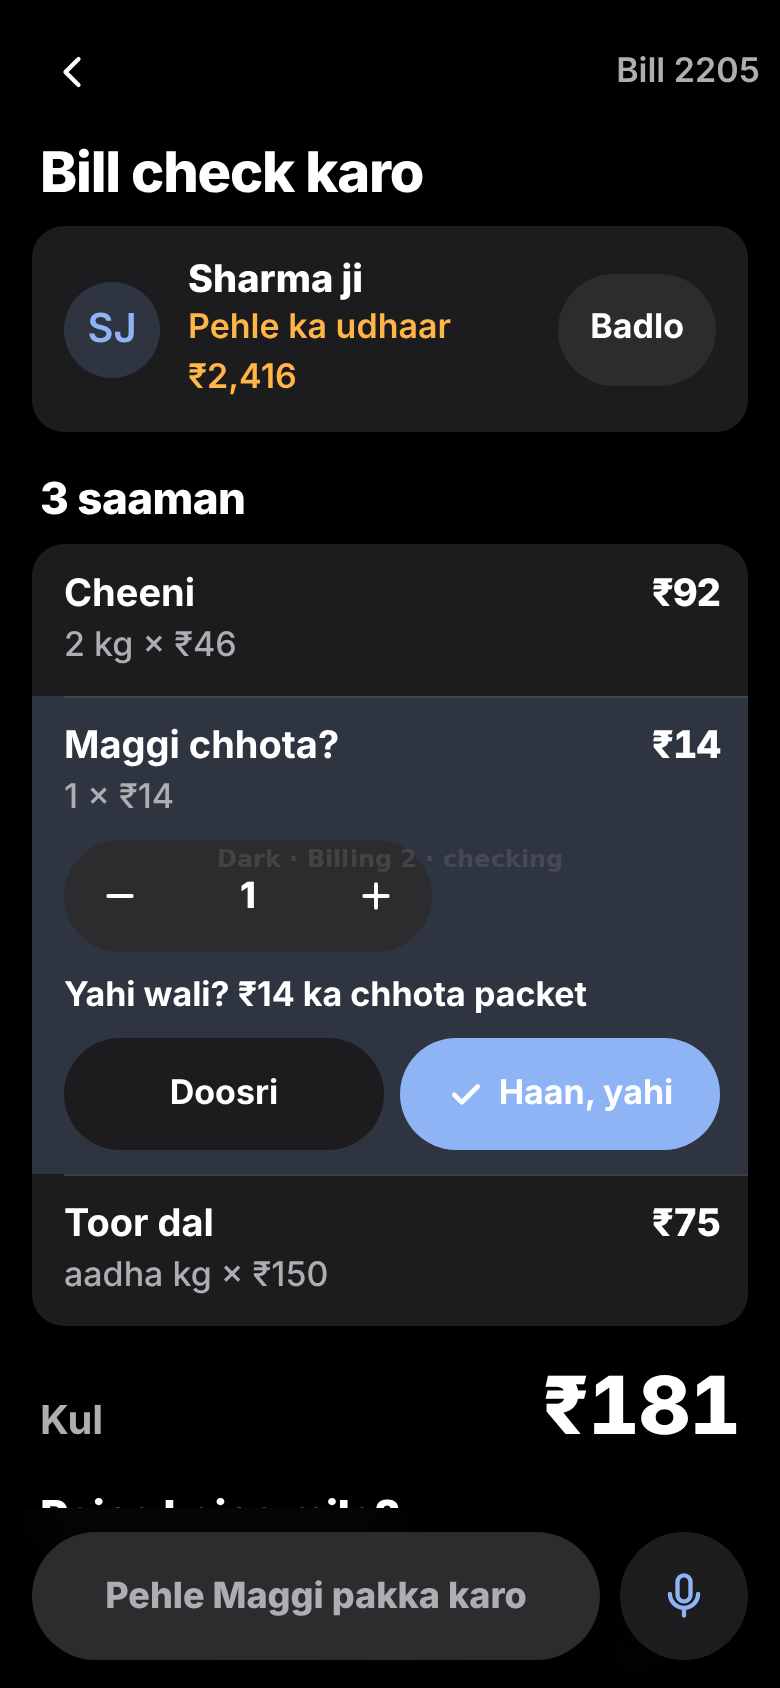 Bill 2205
Bill check karo
SJ
Sharma ji
Pehle ka udhaar
₹2,416
Badlo
3 saaman
Cheeni
₹92
2 kg × ₹46
Maggi chhota?
₹14
1 × ₹14
Dark · Billing 2 · checking
1
Yahi wali? ₹14 ka chhota packet
Doosri
Haan, yahi
Toor dal
₹75
aadha kg × ₹150
Kul
₹181
Pehle Maggi pakka karo